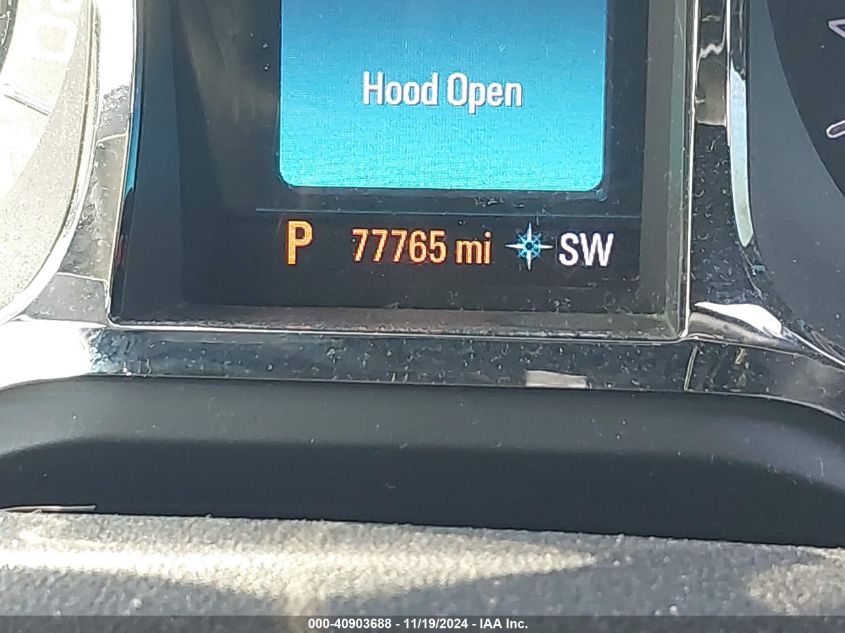 Hood Open
P 77765 mi SW
000-40903688 - 11/19/2024 - IAA Inc.